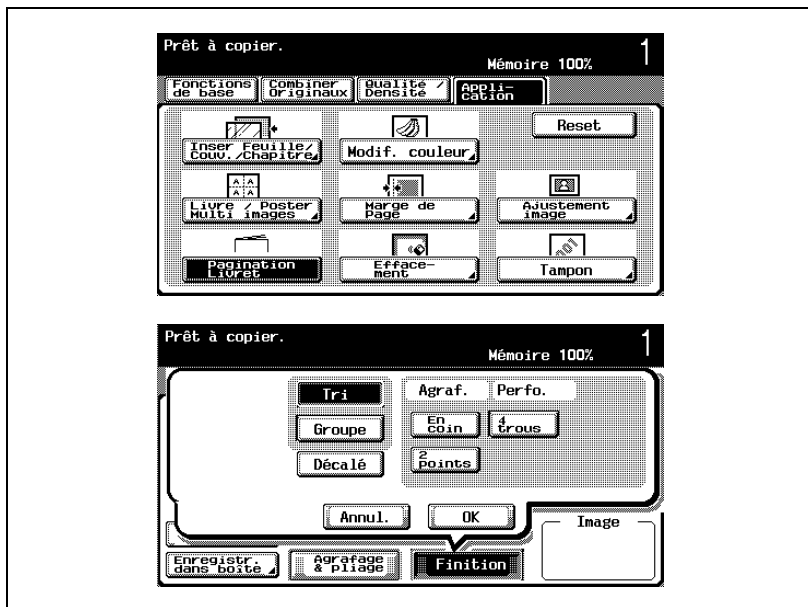 Prêt à copier.
Mémoire 100%
1
Fonctions de base
Combiner Originaux
Qualité / Densité
Appli-cation
Reset
Inser Feuille/ Couv./Chapitre
Modif. couleur
Livre / Poster Multi images
Marge de Page
Ajustement image
Pagination Livret
Efface-ment
Tampon
Prêt à copier.
Mémoire 100%
1
Tri
Agraf.
Perfo.
Groupe
En coin
4 trous
Décalé
2 points
Annul.
OK
Image
Enregistr. dans boîte
Agrafage & pliage
Finition